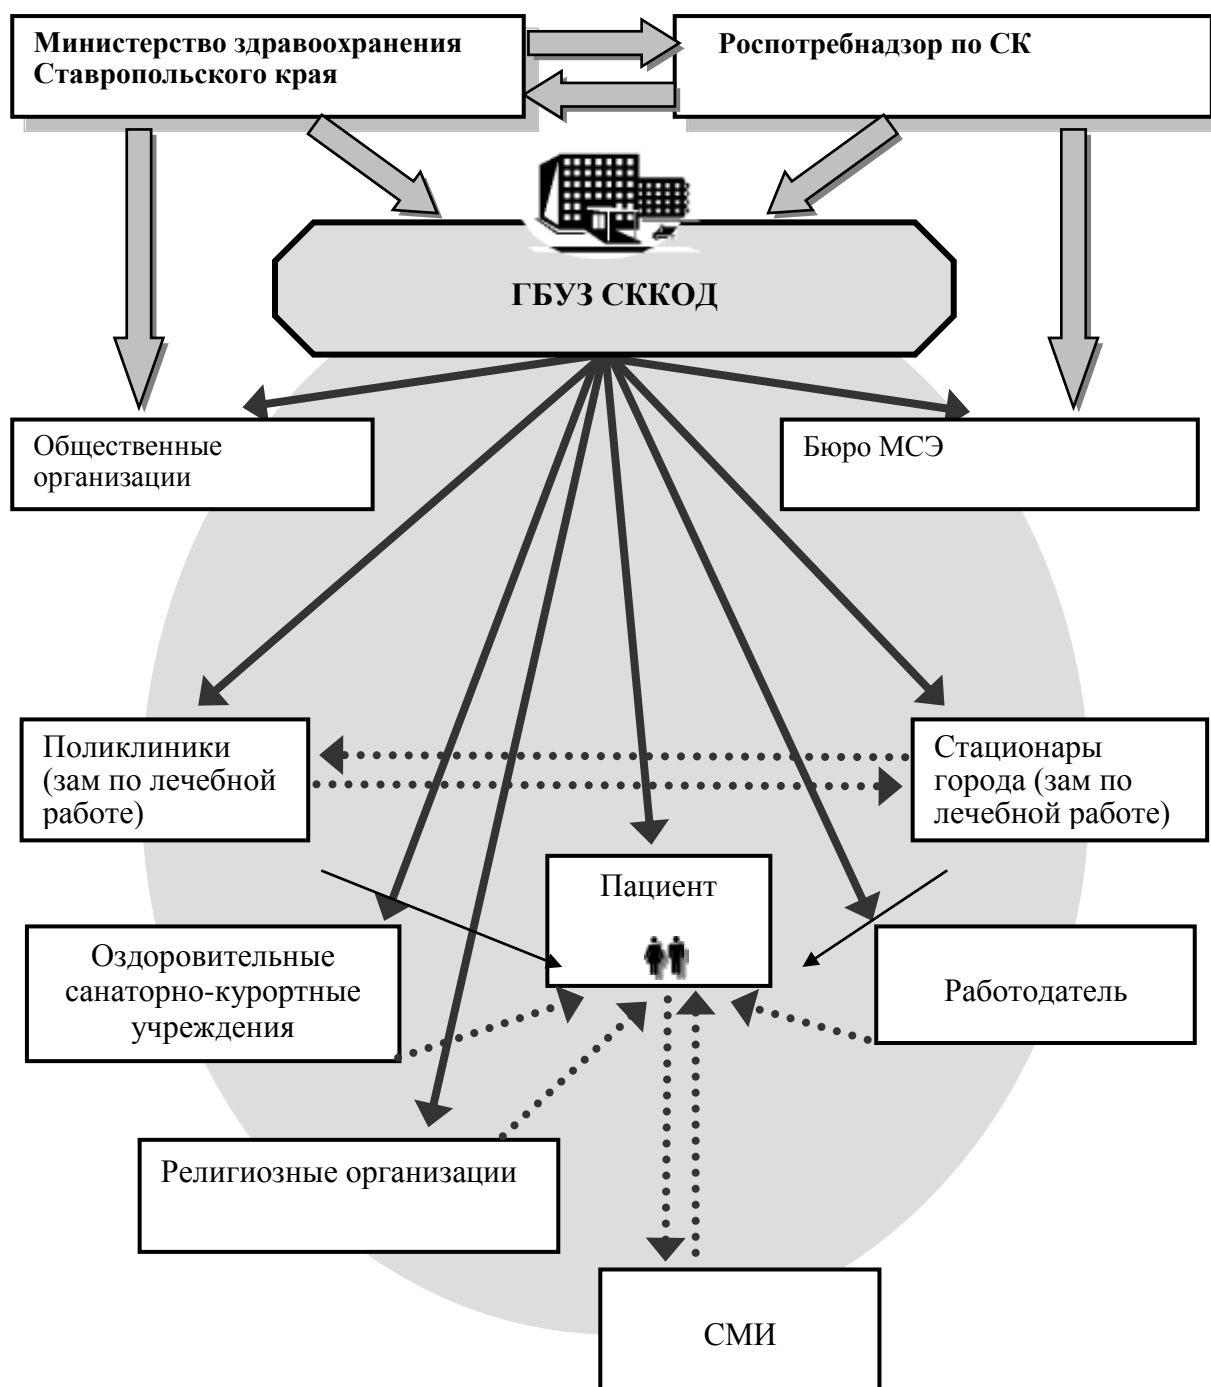 Министерство здравоохранения
Ставропольского края
Роспотребнадзор по СК
ГБУЗ СККОД
Общественные
организации
Бюро МСЭ
Поликлиники
(зам по лечебной
работе)
Стационары
города (зам по
лечебной работе)
Пациент
Оздоровительные
санаторно-курортные
учреждения
Работодатель
Религиозные организации
СМИ